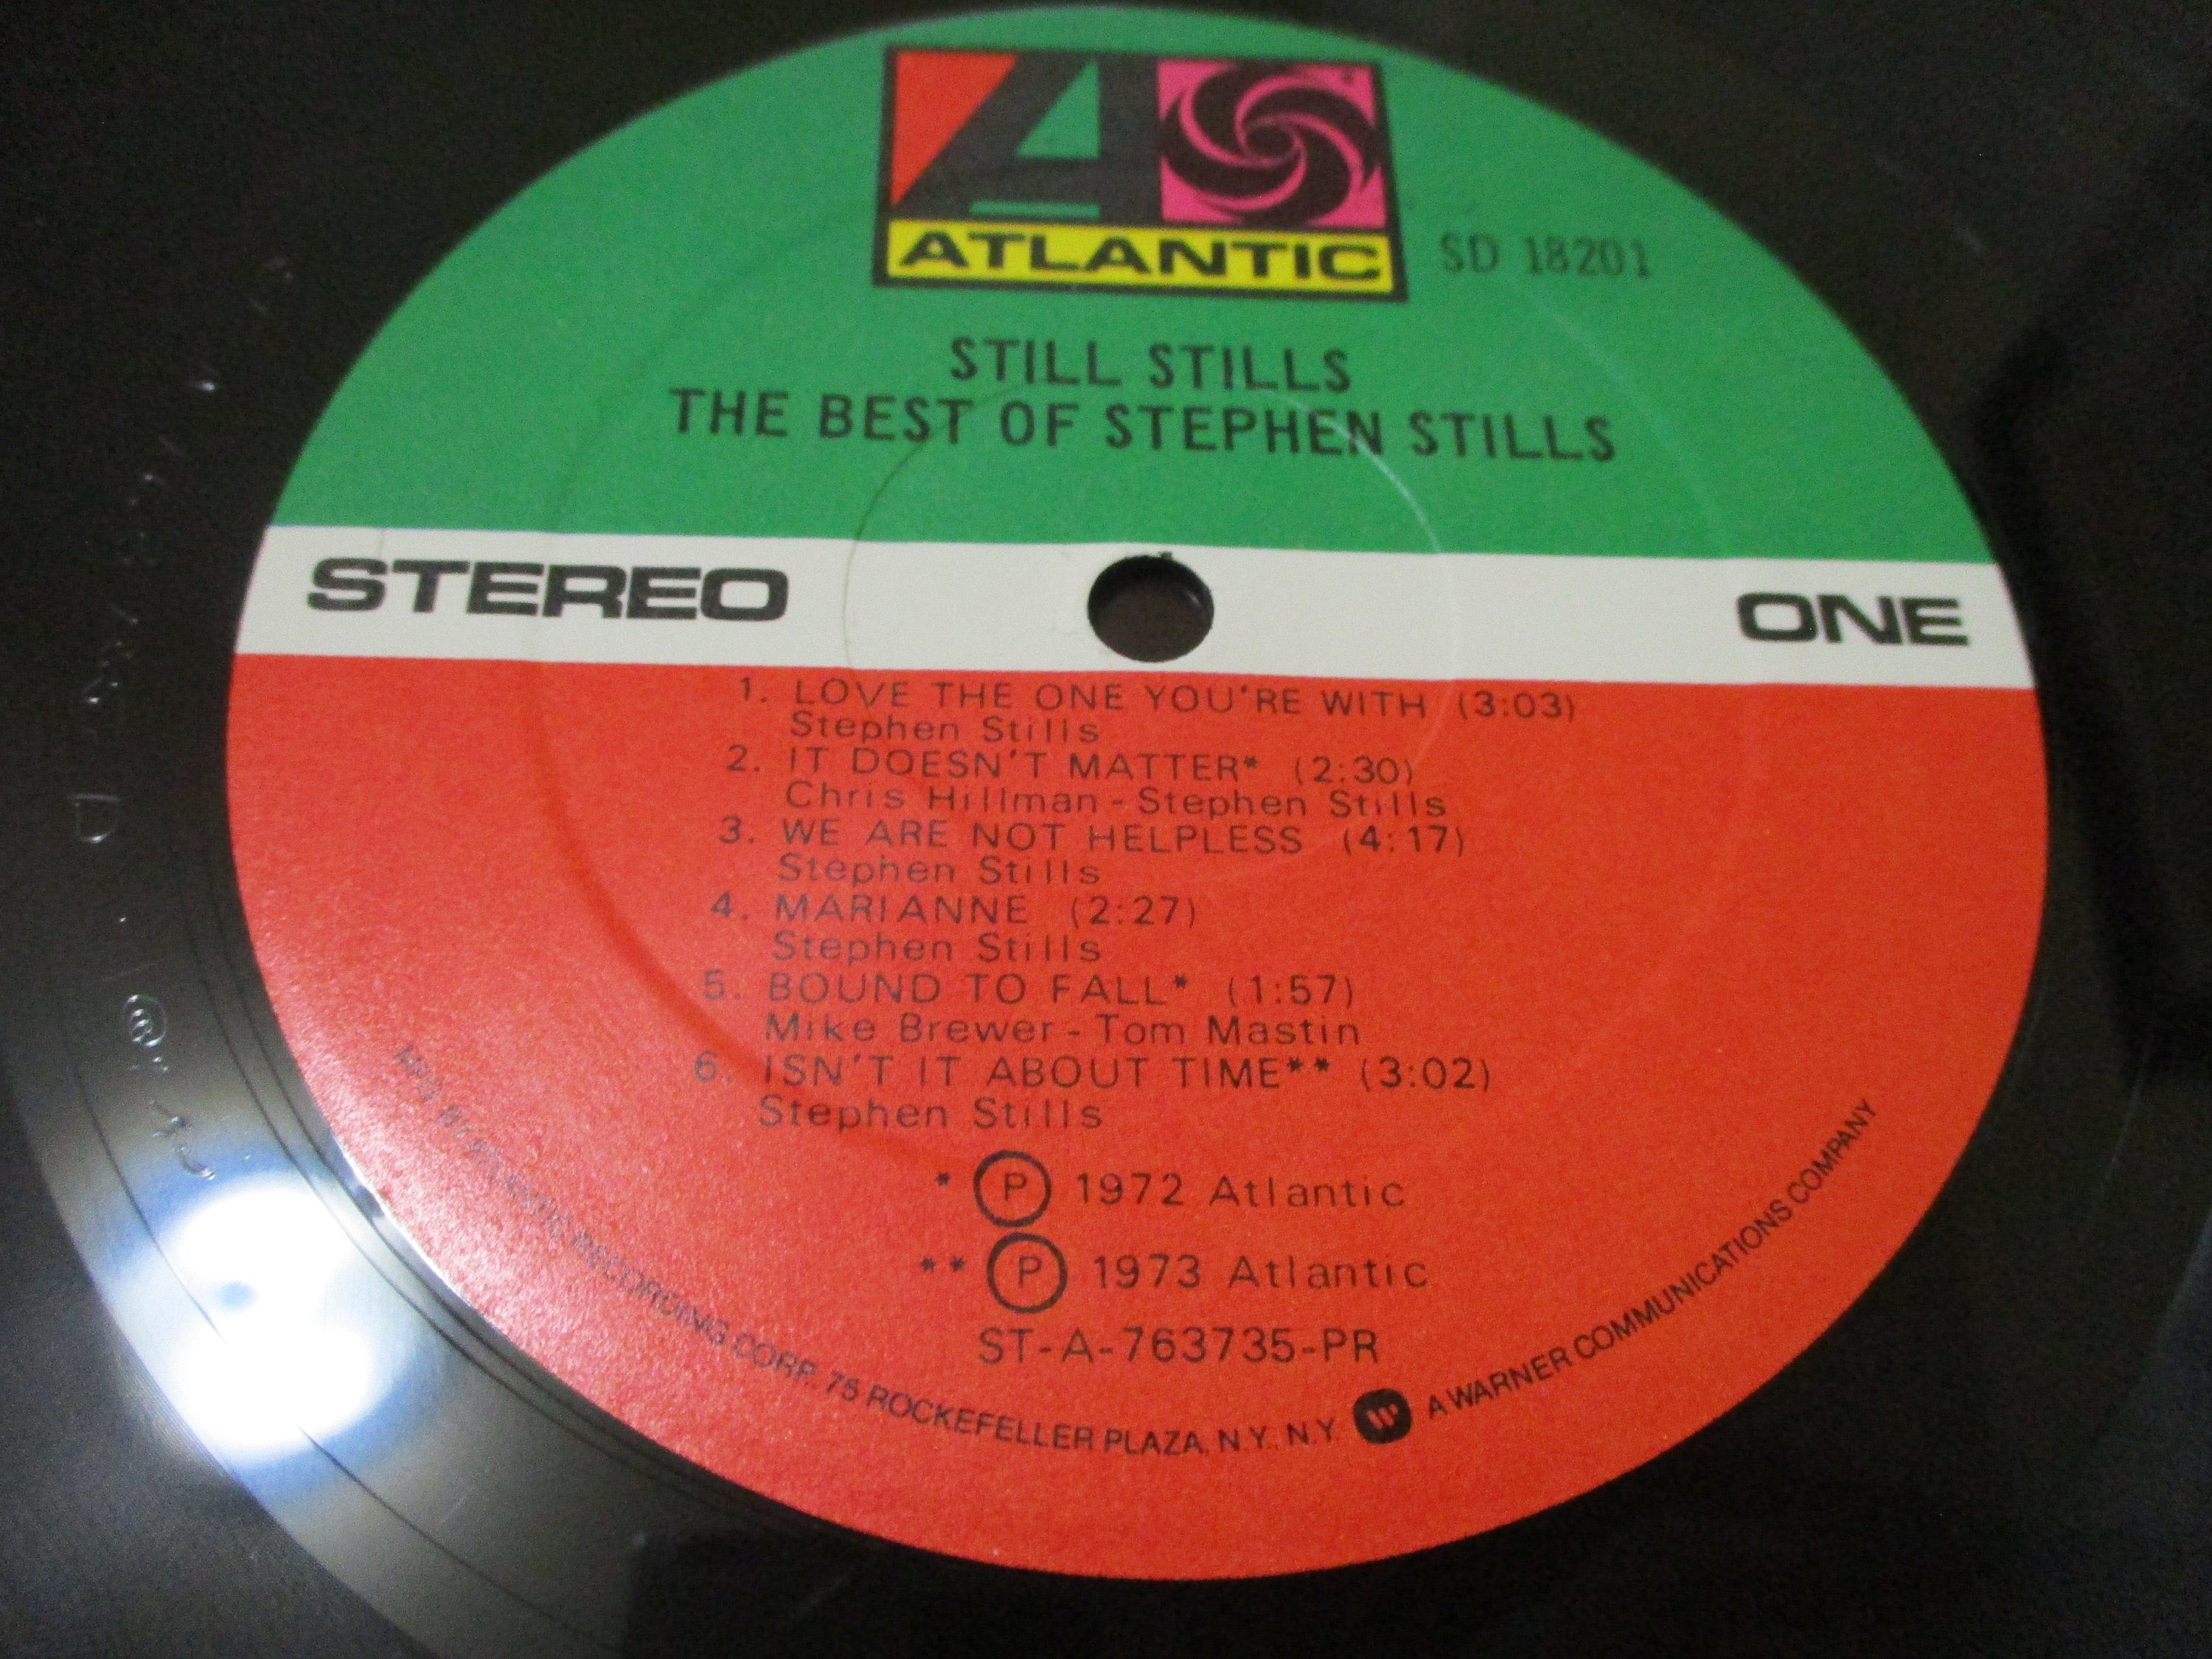 ATLANTIC
SD 18201
STILL STILLS
THE BEST OF STEPHEN STILLS
STEREO
ONE
1. LOVE THE ONE YOU'RE WITH (3:03)
Stephen Stills
2. IT DOESN'T MATTER* (2:30)
Chris Hillman - Stephen Stills
3. WE ARE NOT HELPLESS (4:17)
Stephen Stills
4. MARIANNE (2:27)
Stephen Stills
5. BOUND TO FALL* (1:57)
Mike Brewer - Tom Mastin
6. ISN'T IT ABOUT TIME** (3:02)
Stephen Stills
* Ⓟ 1972 Atlantic
** Ⓟ 1973 Atlantic
ST-A-763735-PR
MFG. BY ATLANTIC RECORDING CORP. 75 ROCKEFELLER PLAZA, N.Y., N.Y. W A WARNER COMMUNICATIONS COMPANY